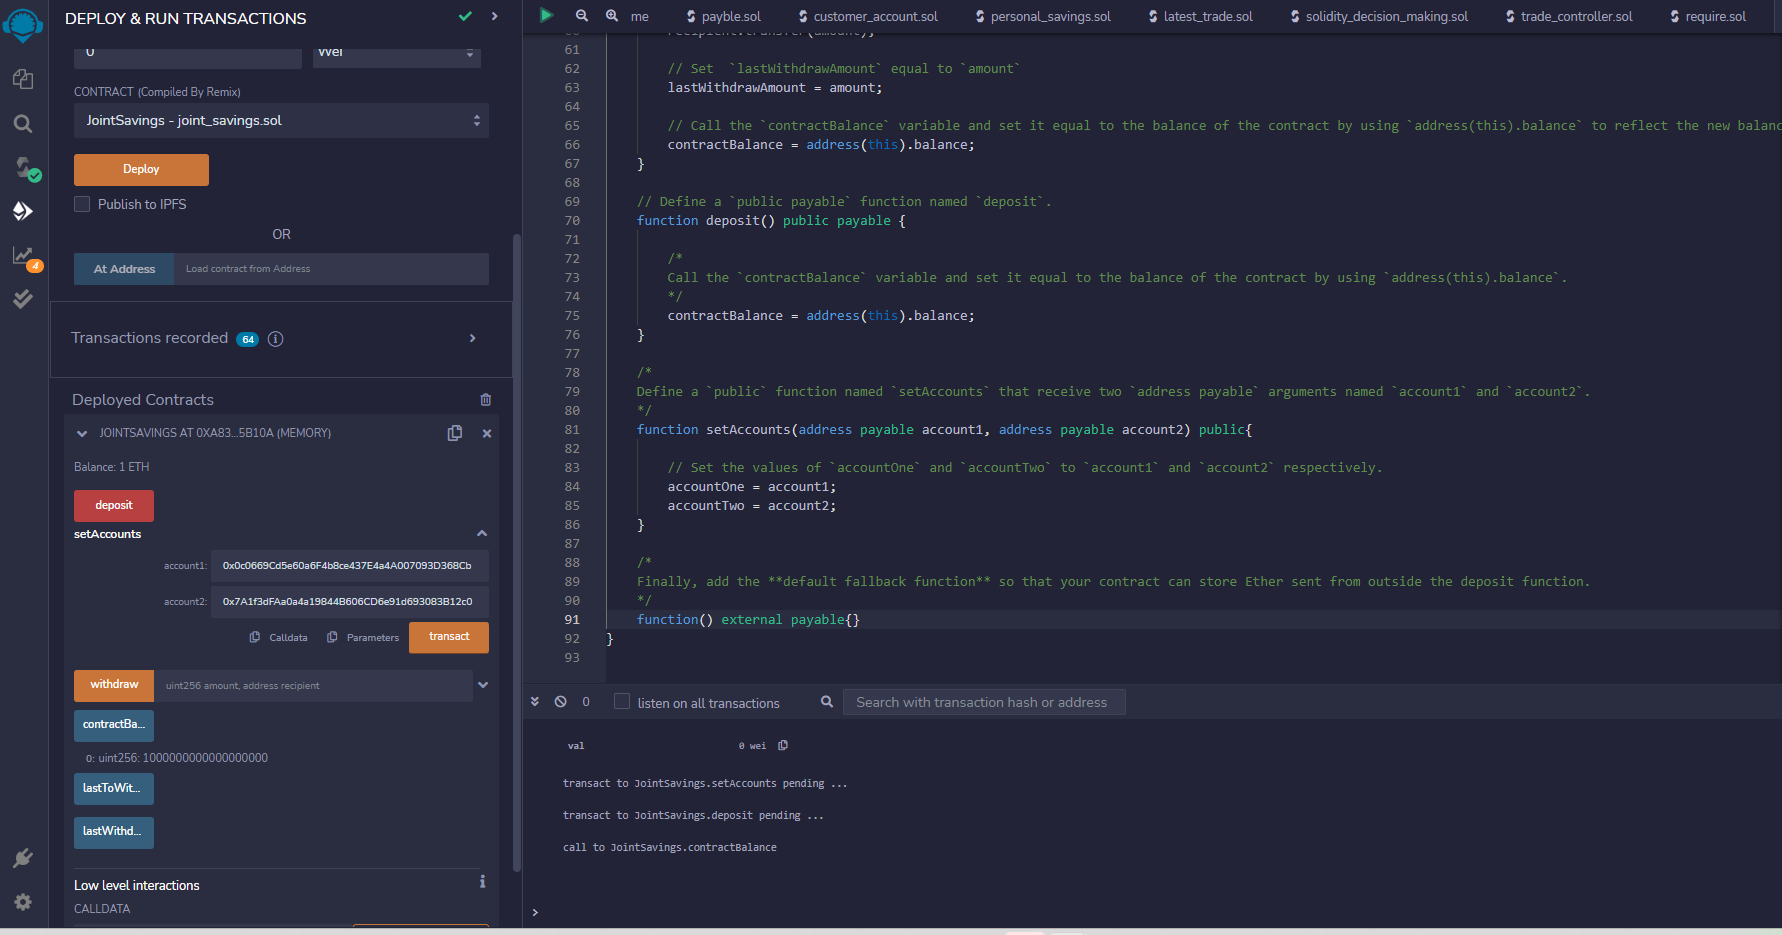 DEPLOY & RUN TRANSACTIONS
0
Wei
CONTRACT (Compiled By Remix)
JointSavings - joint_savings.sol
Deploy
Publish to IPFS
OR
At Address
Load contract from Address
Transactions recorded 64
Deployed Contracts
JOINTSAVINGS AT 0XA83...5B10A (MEMORY)
Balance: 1 ETH
deposit
setAccounts
account1: 0x0c0669Cd5e60a6F4b8ce437E4a4A007093D368Cb
account2: 0x7A1f3dFAa0a4a19844B606CD6e91d693083B12c0
Calldata Parameters transact
withdraw uint256 amount, address recipient
contractBa...
0: uint256: 1000000000000000000
lastToWit...
lastWithd...
Low level interactions
CALLDATA
4
me payble.sol customer_account.sol personal_savings.sol latest_trade.sol solidity_decision_making.sol trade_controller.sol require.sol
60 recipient.transfer(amount);
61
62 // Set  `lastWithdrawAmount` equal to `amount`
63 lastWithdrawAmount = amount;
64
65 // Call the `contractBalance` variable and set it equal to the balance of the contract by using `address(this).balance` to reflect the new balanc
66 contractBalance = address(this).balance;
67 }
68
69 // Define a `public payable` function named `deposit`.
70 function deposit() public payable {
71
72 /*
73 Call the `contractBalance` variable and set it equal to the balance of the contract by using `address(this).balance`.
74 */
75 contractBalance = address(this).balance;
76 }
77
78 /*
79 Define a `public` function named `setAccounts` that receive two `address payable` arguments named `account1` and `account2`.
80 */
81 function setAccounts(address payable account1, address payable account2) public{
82
83 // Set the values of `accountOne` and `accountTwo` to `account1` and `account2` respectively.
84 accountOne = account1;
85 accountTwo = account2;
86 }
87
88 /*
89 Finally, add the **default fallback function** so that your contract can store Ether sent from outside the deposit function.
90 */
91 function() external payable{}
92 }
93
0 listen on all transactions Search with transaction hash or address
val 0 wei
transact to JointSavings.setAccounts pending ...
transact to JointSavings.deposit pending ...
call to JointSavings.contractBalance
>